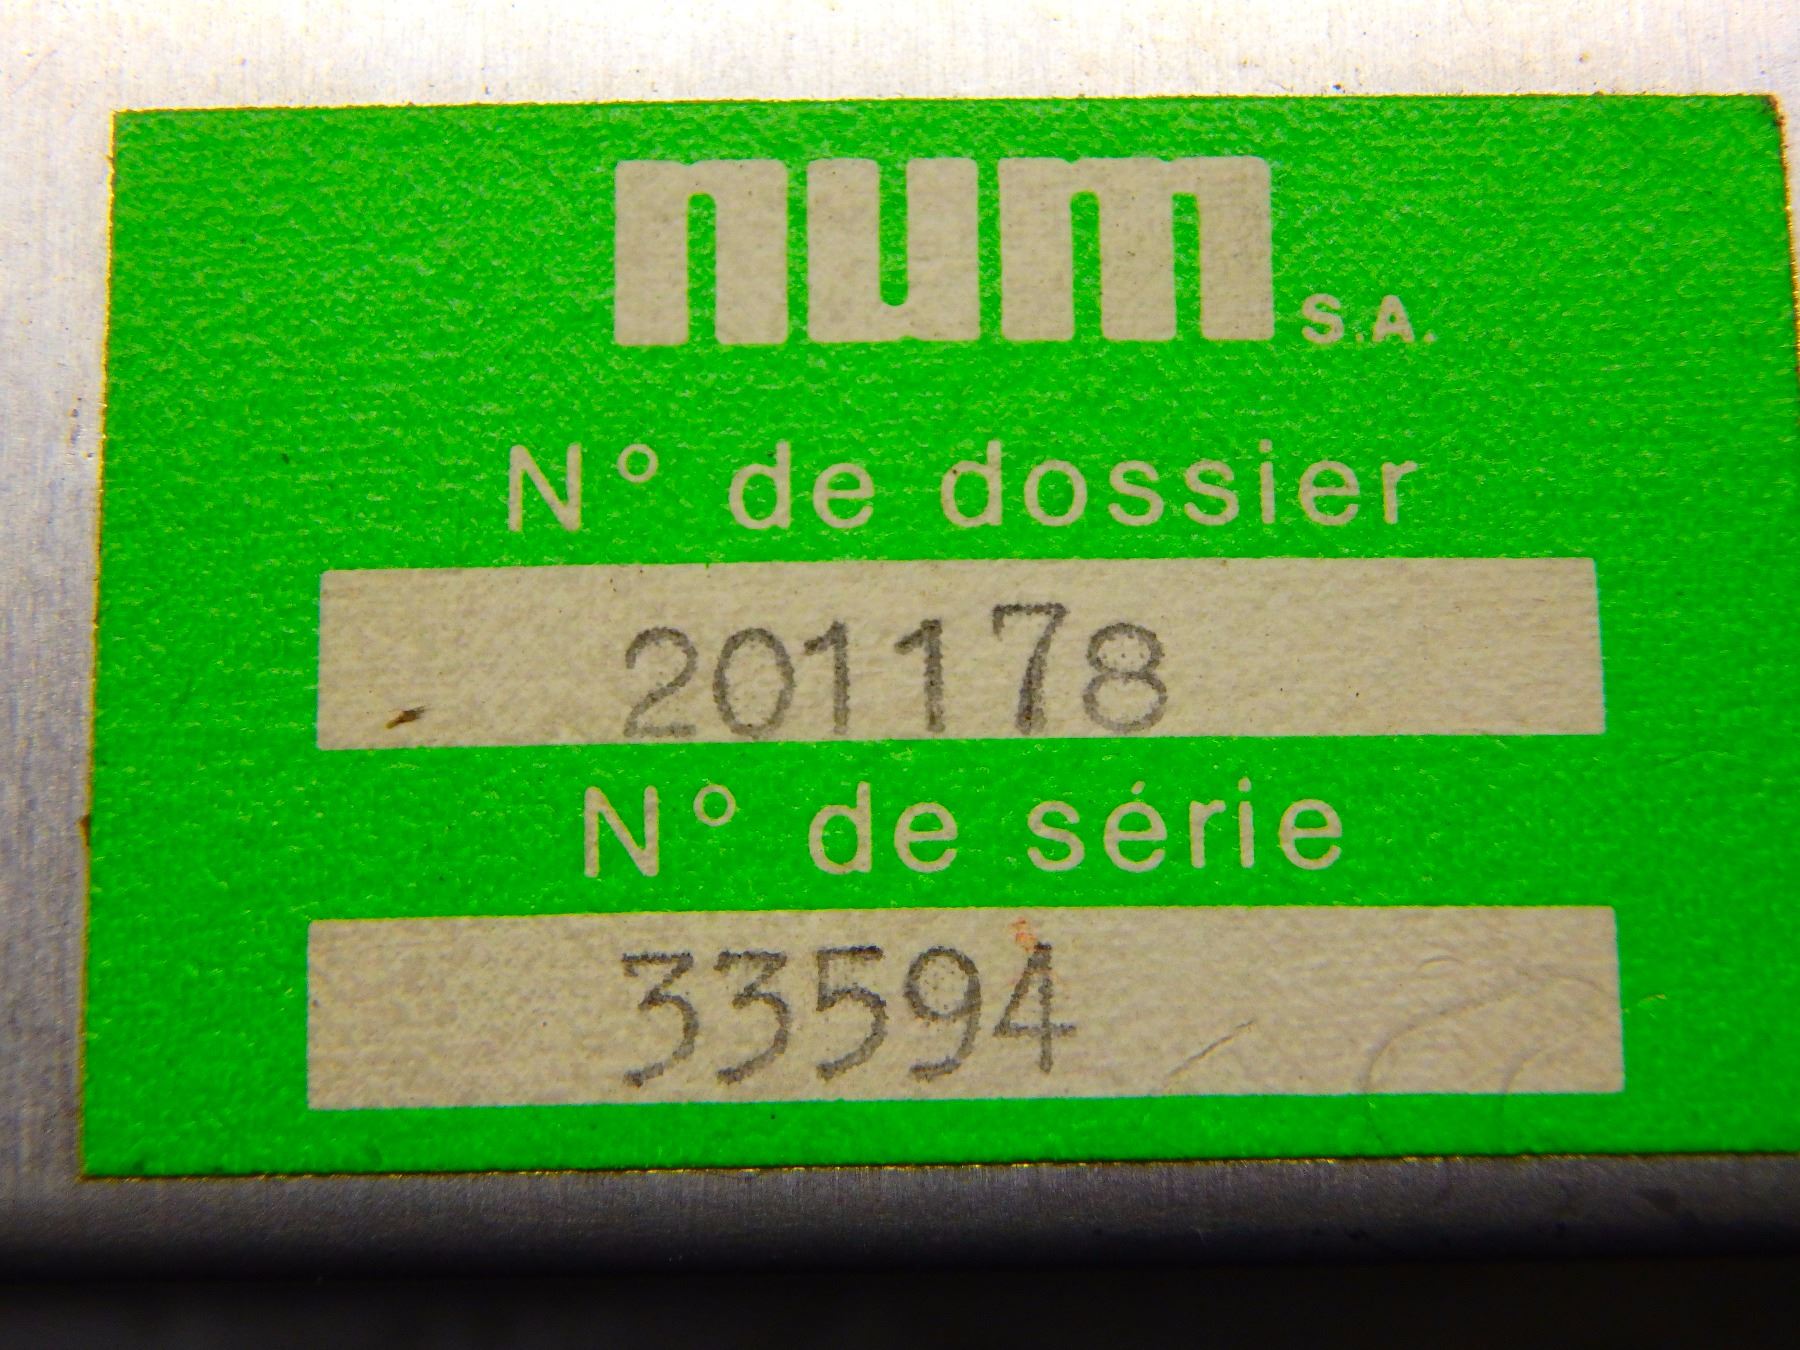 num S.A.
N° de dossier
201178
N° de série
33594